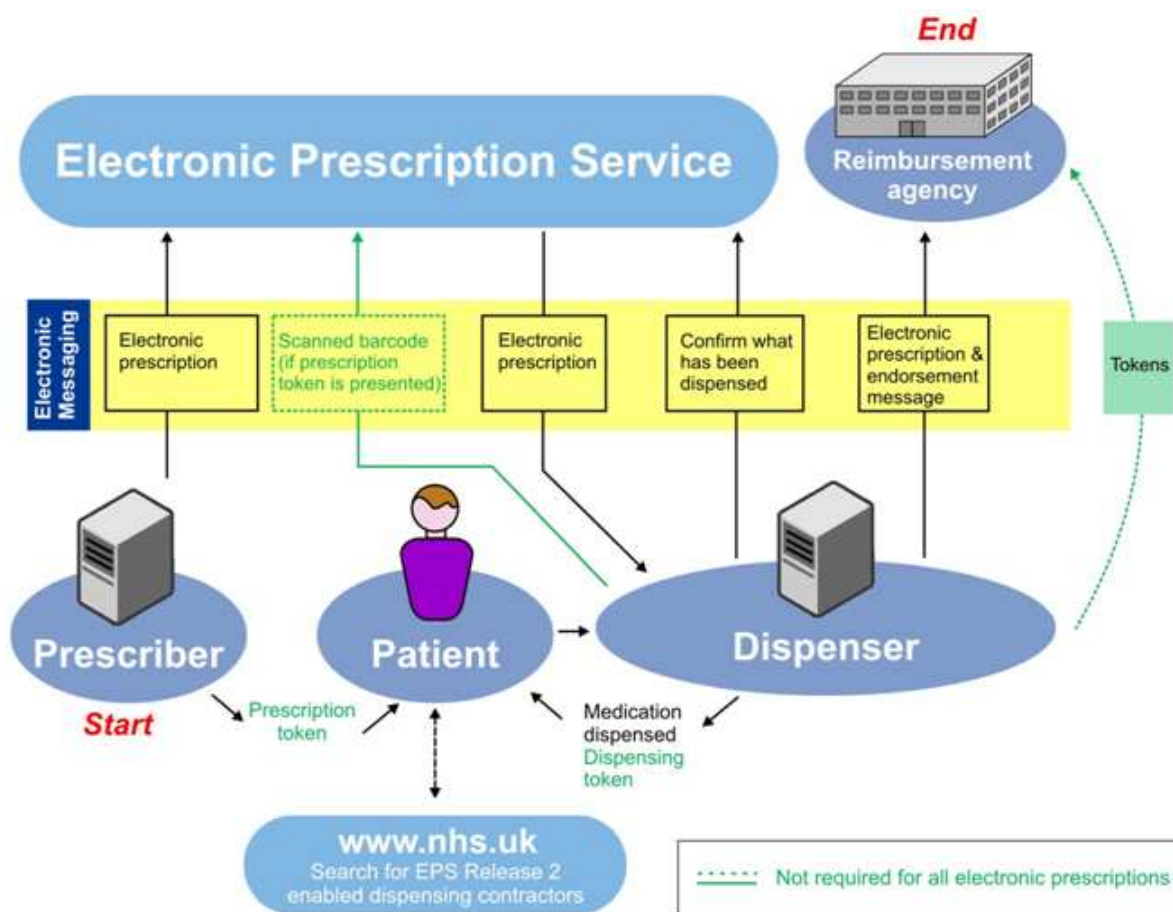 End
Electronic Prescription Service
Reimbursement
agency
Electronic
Messaging
Electronic
prescription
Scanned barcode
(if prescription
token is presented)
Electronic
prescription
Confirm what
has been
dispensed
Electronic
prescription &
endorsement
message
Tokens
Prescriber
Patient
Dispenser
Start
Prescription
token
Medication
dispensed
Dispensing
token
www.nhs.uk
Search for EPS Release 2
enabled dispensing contractors
Not required for all electronic prescriptions